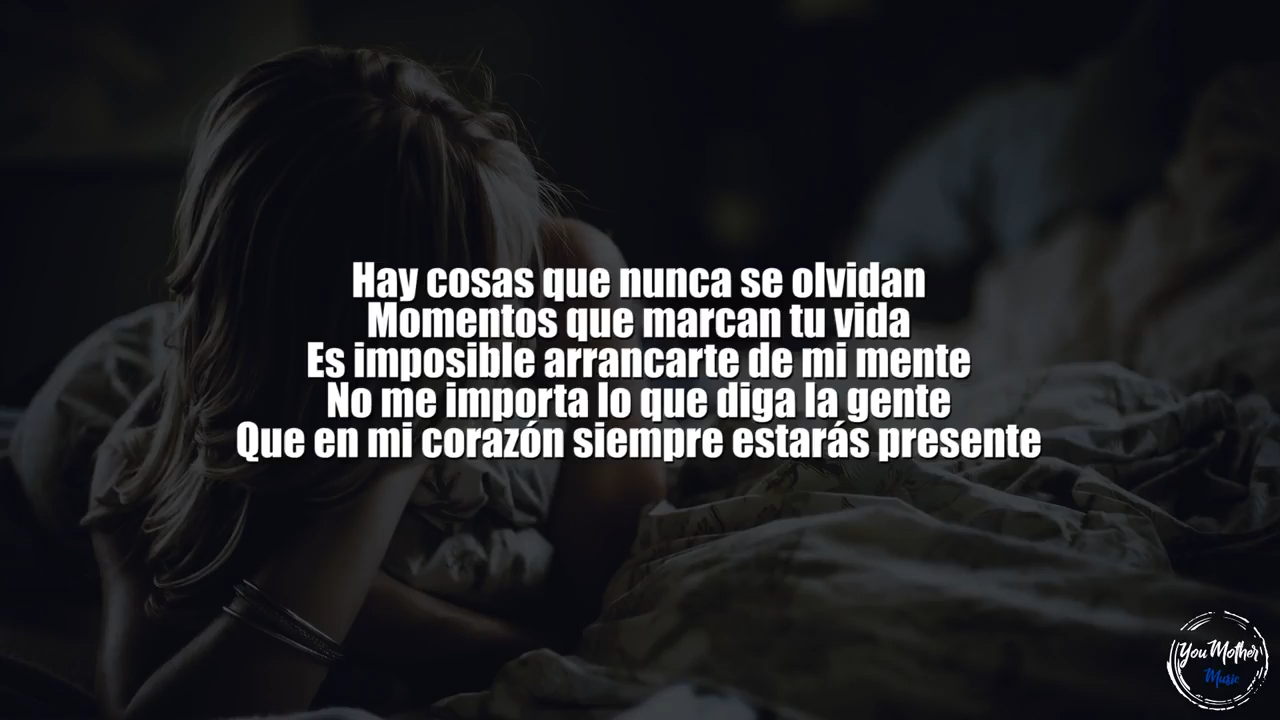 Hay cosas que nunca se olvidan
Momentos que marcan tu vida
Es imposible arrancarte de mi mente
No me importa lo que diga la gente
Que en mi corazón siempre estarás presente
You Mother
Music